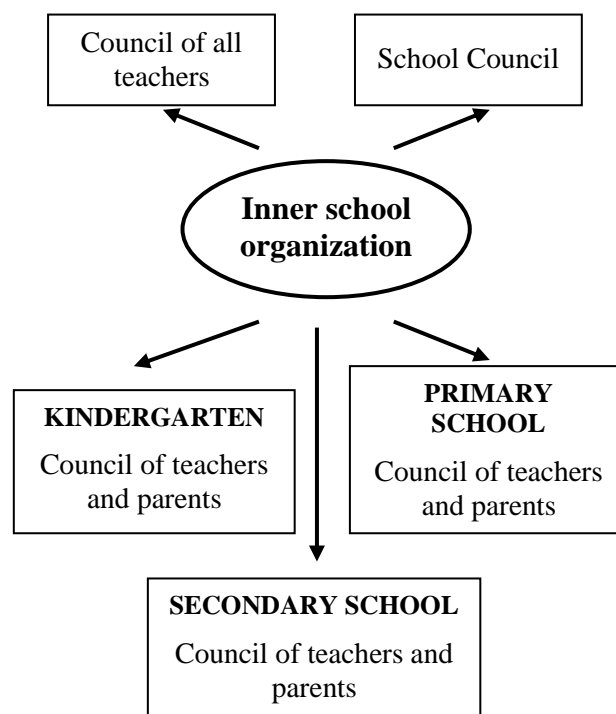 Council of all
teachers
School Council
Inner school
organization
KINDERGARTEN
Council of teachers
and parents
PRIMARY
SCHOOL
Council of teachers
and parents
SECONDARY SCHOOL
Council of teachers and
parents